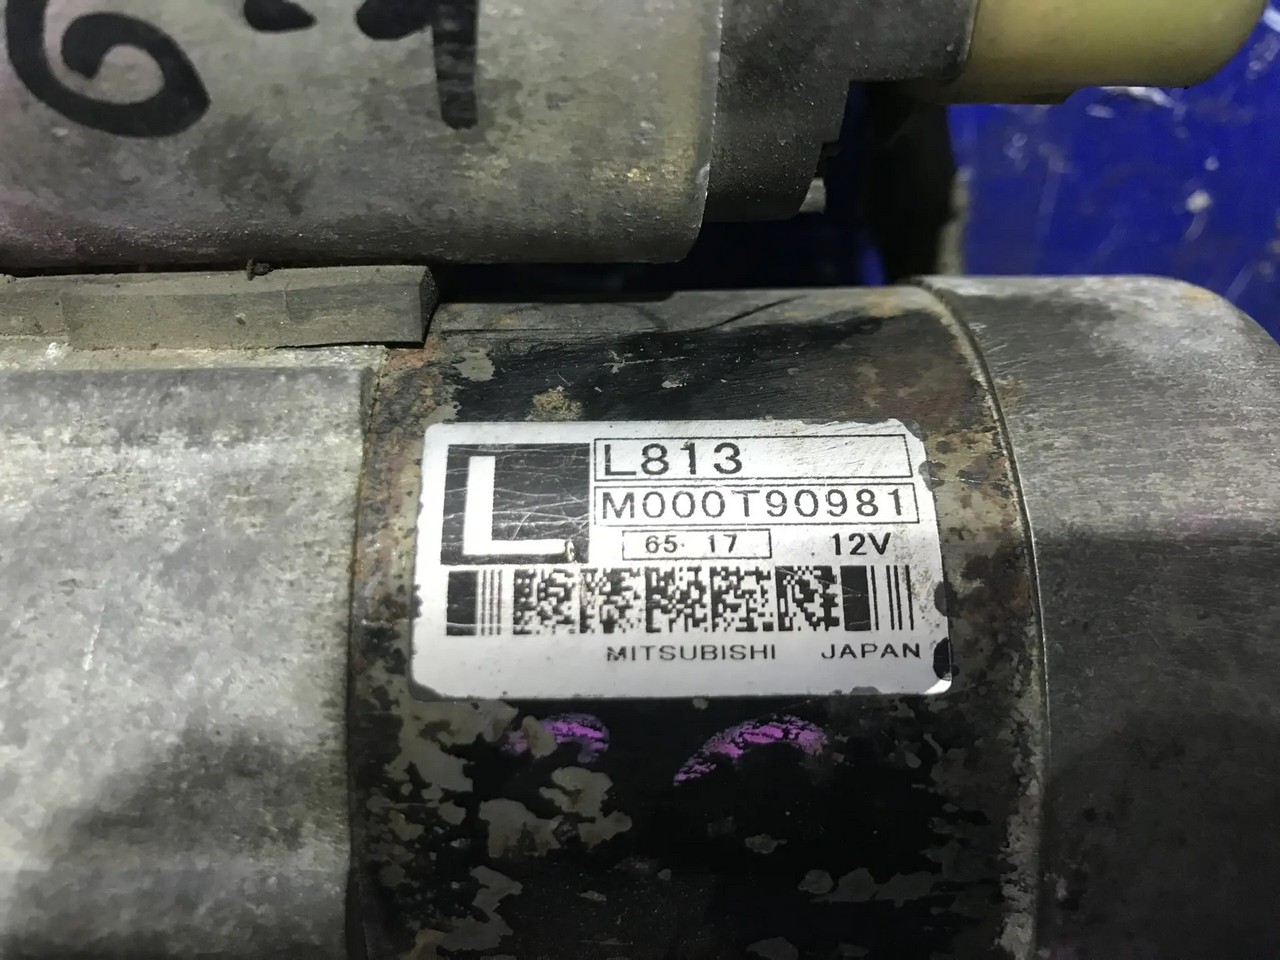 L
L813
M000T90981
65· 17 12V
MITSUBISHI JAPAN